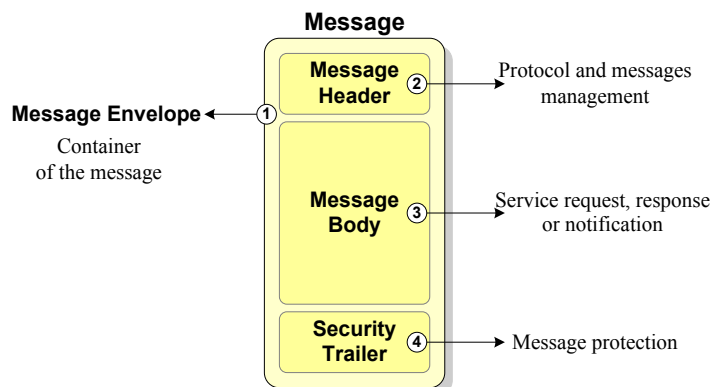 Message
Message
Header
2
Protocol and messages
management
Message Envelope
1
Container
of the message
Message
Body
3
Service request, response
or notification
Security
Trailer
4
Message protection